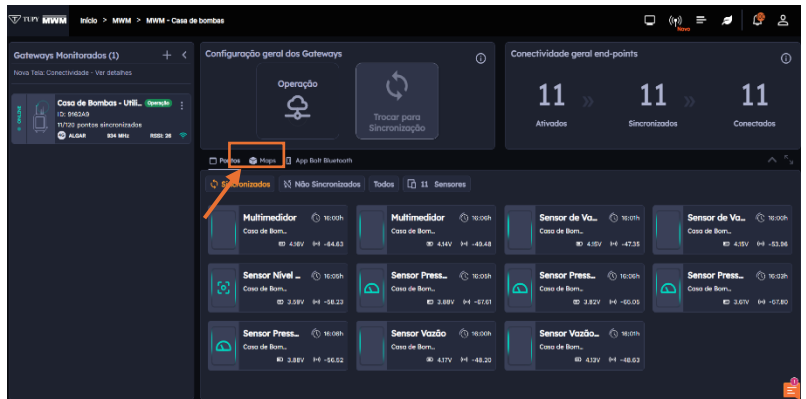 TUPY MWM Início > MWM > MWM - Casa de bombas
Novo
Gateways Monitorados (1)
Nova Tela: Conectividade - Ver detalhes
ONLINE
Casa de Bombas - Utili... Operação
ID: 9162A9
11/120 pontos sincronizados
ALGAR 934 MHz RSSI: 26
Configuração geral dos Gateways
Operação
Trocar para
Sincronização
Conectividade geral end-points
11 » 11 » 11
Ativados Sincronizados Conectados
Pontos Maps App Bolt Bluetooth
Sincronizados Não Sincronizados Todos 11 Sensores
Multimedidor 16:00h
Casa de Bom...
4.16V -64.63
Multimedidor 16:06h
Casa de Bom...
4.14V -49.48
Sensor de Va... 16:01h
Casa de Bom...
4.15V -47.35
Sensor de Va... 16:00h
Casa de Bom...
4.15V -53.96
Sensor Nível ... 16:05h
Casa de Bom...
3.59V -58.23
Sensor Press... 16:05h
Casa de Bom...
3.88V -67.61
Sensor Press... 16:06h
Casa de Bom...
3.82V -60.05
Sensor Press... 16:02h
Casa de Bom...
3.61V -67.80
Sensor Press... 16:08h
Casa de Bom...
3.88V -56.52
Sensor Vazão 16:00h
Casa de Bom...
4.17V -48.20
Sensor Vazão... 16:01h
Casa de Bom...
4.13V -48.63